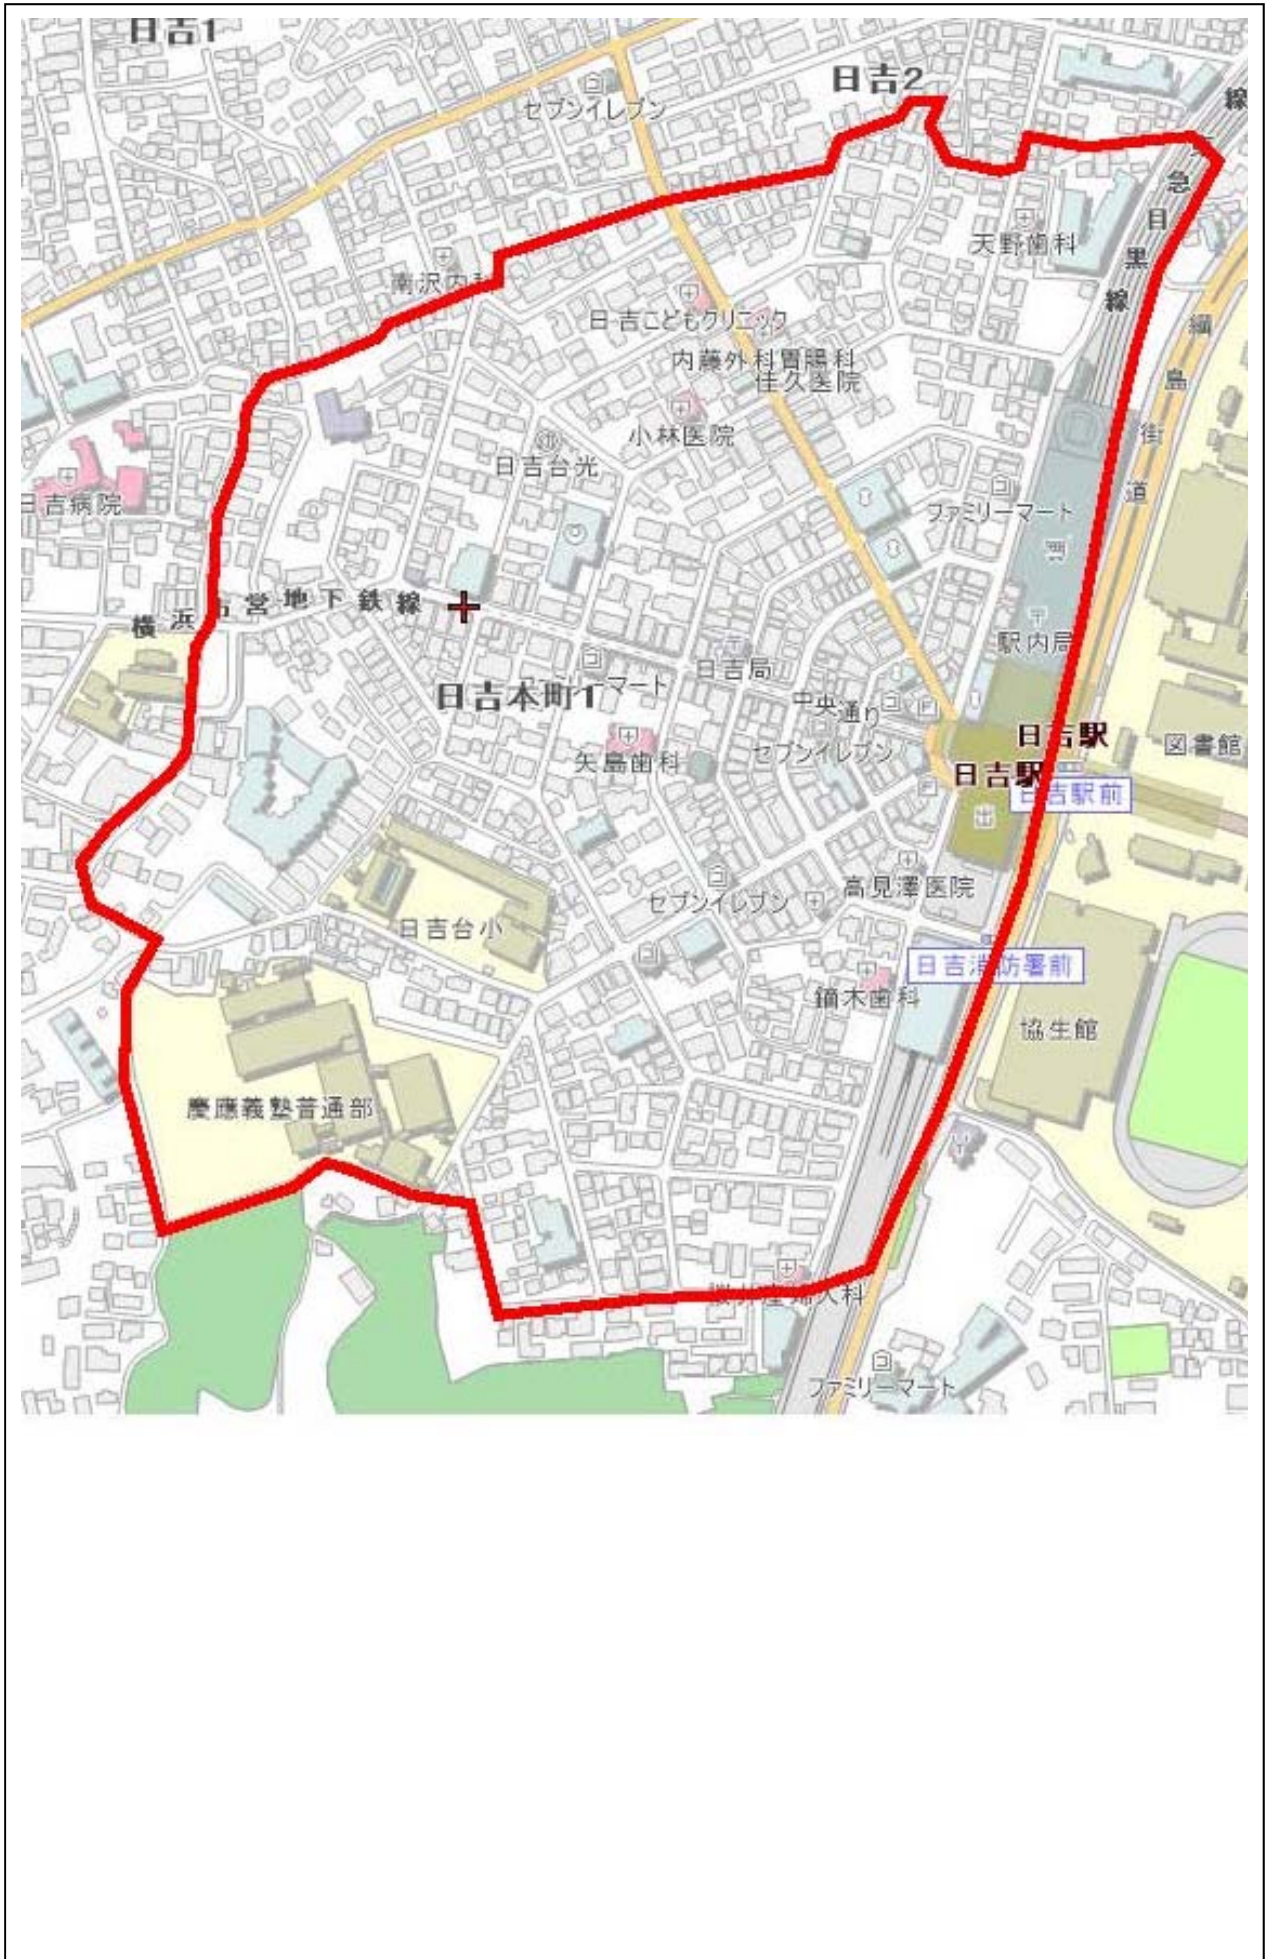 日吉1
日吉2
線
セブンイレブン
急
目
黒
線
天野歯科
南沢内科
綱
島
街
道
日吉こどもクリニック
内藤外科胃腸科
佳久医院
小林医院
日吉台光
日吉病院
ファミリーマート
駅内局
横浜市営地下鉄線
日吉局
日吉本町1
中央通り
セブンイレブン
矢島歯科
日吉駅
図書館
日吉駅
日吉駅前
高見澤医院
セブンイレブン
日吉台小
日吉消防署前
鏑木歯科
協生館
慶應義塾普通部
ファミリーマート